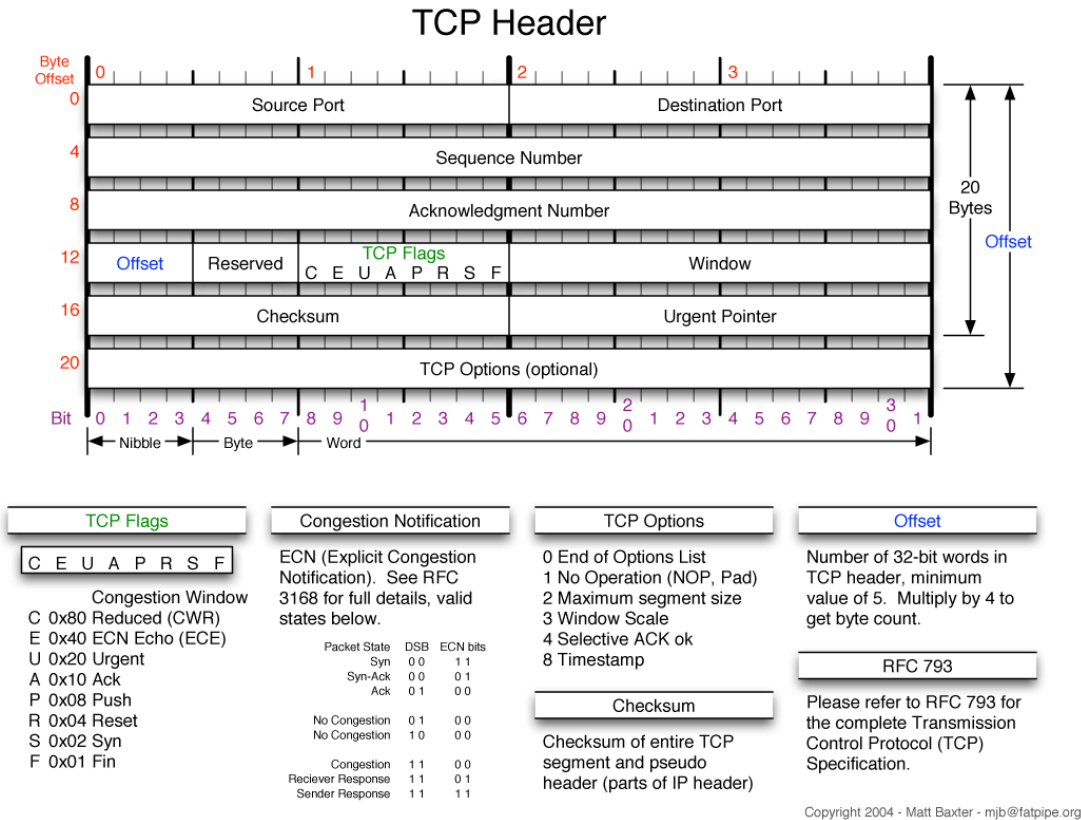 TCP Header
Byte
Offset
0 1 2 3
0 Source Port Destination Port
4 Sequence Number
8 Acknowledgment Number
20
Bytes
Offset
12 Offset Reserved TCP Flags Window
C E U A P R S F
16 Checksum Urgent Pointer
20 TCP Options (optional)
Bit 0 1 2 3 4 5 6 7 8 9 10 1 2 3 4 5 6 7 8 9 20 1 2 3 4 5 6 7 8 9 30 1
Nibble Byte Word
TCP Flags
C E U A P R S F
Congestion Window
C 0x80 Reduced (CWR)
E 0x40 ECN Echo (ECE)
U 0x20 Urgent
A 0x10 Ack
P 0x08 Push
R 0x04 Reset
S 0x02 Syn
F 0x01 Fin
Congestion Notification
ECN (Explicit Congestion
Notification). See RFC
3168 for full details, valid
states below.
Packet State DSB ECN bits
Syn 0 0 1 1
Syn-Ack 0 0 0 1
Ack 0 1 0 0
No Congestion 0 1 0 0
No Congestion 1 0 0 0
Congestion 1 1 0 0
Reciever Response 1 1 0 1
Sender Response 1 1 1 1
TCP Options
0 End of Options List
1 No Operation (NOP, Pad)
2 Maximum segment size
3 Window Scale
4 Selective ACK ok
8 Timestamp
Checksum
Checksum of entire TCP
segment and pseudo
header (parts of IP header)
Offset
Number of 32-bit words in
TCP header, minimum
value of 5. Multiply by 4 to
get byte count.
RFC 793
Please refer to RFC 793 for
the complete Transmission
Control Protocol (TCP)
Specification.
Copyright 2004 - Matt Baxter - mjb@fatpipe.org